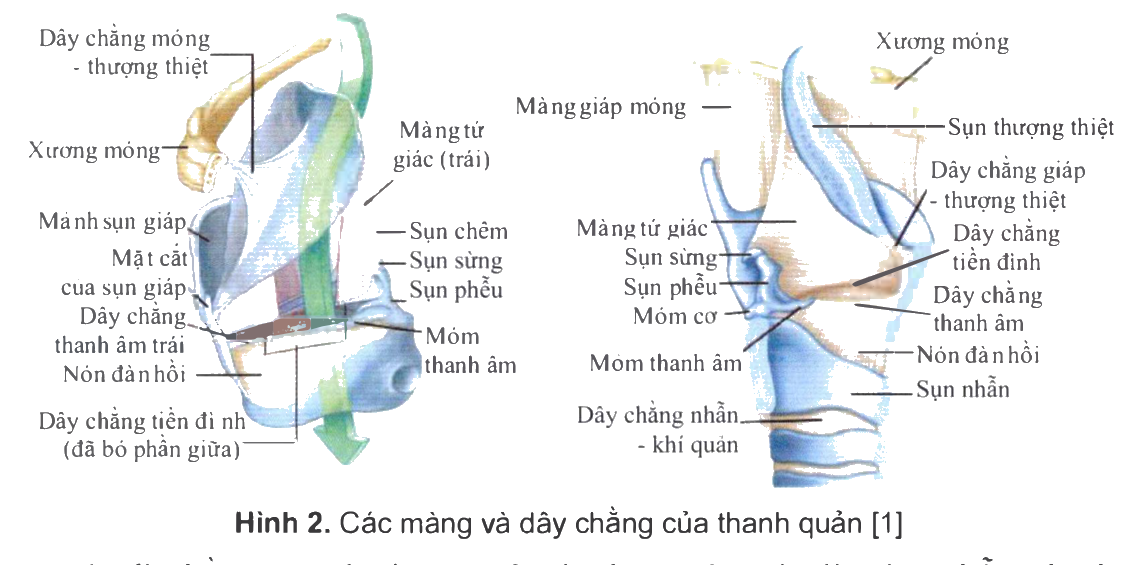 Dây chằng móng
- thượng thiệt
Xương móng
Mảnh sụn giáp
Mặt cắt
của sụn giáp
Dây chằng
thanh âm trái
Nón đàn hồi
Dây chằng tiền đình
(đã bỏ phần giữa)
Màng tứ
giác (trái)
Sụn chêm
Sụn sừng
Sụn phễu
Mỏm
thanh âm
Màng giáp móng
Màng tứ giác
Sụn sừng
Sụn phễu
Mỏm cơ
Mỏm thanh âm
Dây chằng nhẫn
- khí quản
Xương móng
Sụn thượng thiệt
Dây chằng giáp
- thượng thiệt
Dây chằng
tiền đình
Dây chằng
thanh âm
Nón đàn hồi
Sụn nhẫn
Hình 2. Các màng và dây chằng của thanh quản [1]